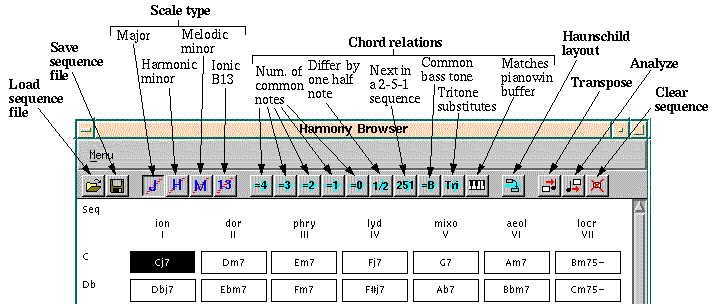 Scale type
Major
Melodic
minor
Harmonic
minor
Ionic
B13
Save
sequence
file
Load
sequence
file
Chord relations
Num. of
common
notes
Differ by
one half
note
Next in
a 2-5-1
sequence
Common
bass tone
Tritone
substitutes
Matches
pianowin
buffer
Haunschild
layout
Transpose
Analyze
Clear
sequence
Harmony Browser
Menu
J H M 13 =4 =3 =2 =1 =0 1/2 251 =B Tri
Seq
ion dor phry lyd mixo aeol locr
I II III IV V VI VII
C Cj7 Dm7 Em7 Fj7 G7 Am7 Bm75-
Db Dbj7 Ebm7 Fm7 F#j7 Ab7 Bbm7 Cm75-